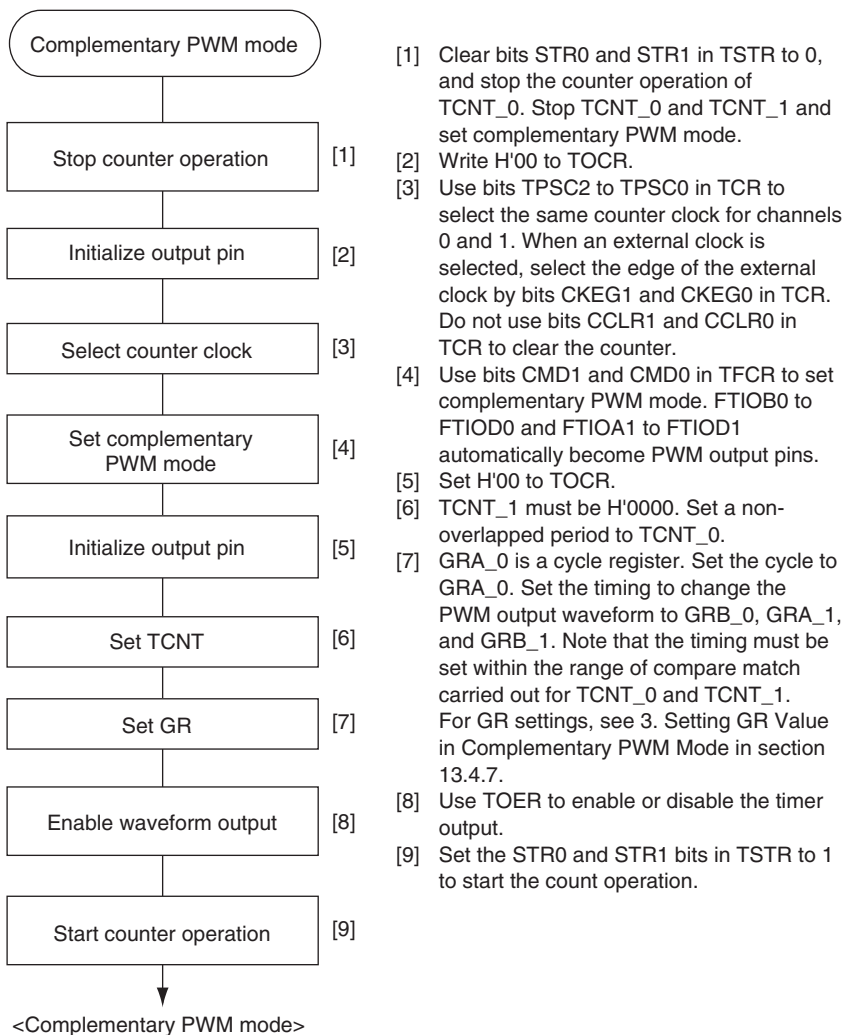 Complementary PWM mode
Stop counter operation [1]
Initialize output pin [2]
Select counter clock [3]
Set complementary
PWM mode [4]
Initialize output pin [5]
Set TCNT [6]
Set GR [7]
Enable waveform output [8]
Start counter operation [9]
<Complementary PWM mode>
[1] Clear bits STR0 and STR1 in TSTR to 0,
and stop the counter operation of
TCNT_0. Stop TCNT_0 and TCNT_1 and
set complementary PWM mode.
[2] Write H'00 to TOCR.
[3] Use bits TPSC2 to TPSC0 in TCR to
select the same counter clock for channels
0 and 1. When an external clock is
selected, select the edge of the external
clock by bits CKEG1 and CKEG0 in TCR.
Do not use bits CCLR1 and CCLR0 in
TCR to clear the counter.
[4] Use bits CMD1 and CMD0 in TFCR to set
complementary PWM mode. FTIOB0 to
FTIOD0 and FTIOA1 to FTIOD1
automatically become PWM output pins.
[5] Set H'00 to TOCR.
[6] TCNT_1 must be H'0000. Set a non-
overlapped period to TCNT_0.
[7] GRA_0 is a cycle register. Set the cycle to
GRA_0. Set the timing to change the
PWM output waveform to GRB_0, GRA_1,
and GRB_1. Note that the timing must be
set within the range of compare match
carried out for TCNT_0 and TCNT_1.
For GR settings, see 3. Setting GR Value
in Complementary PWM Mode in section
13.4.7.
[8] Use TOER to enable or disable the timer
output.
[9] Set the STR0 and STR1 bits in TSTR to 1
to start the count operation.